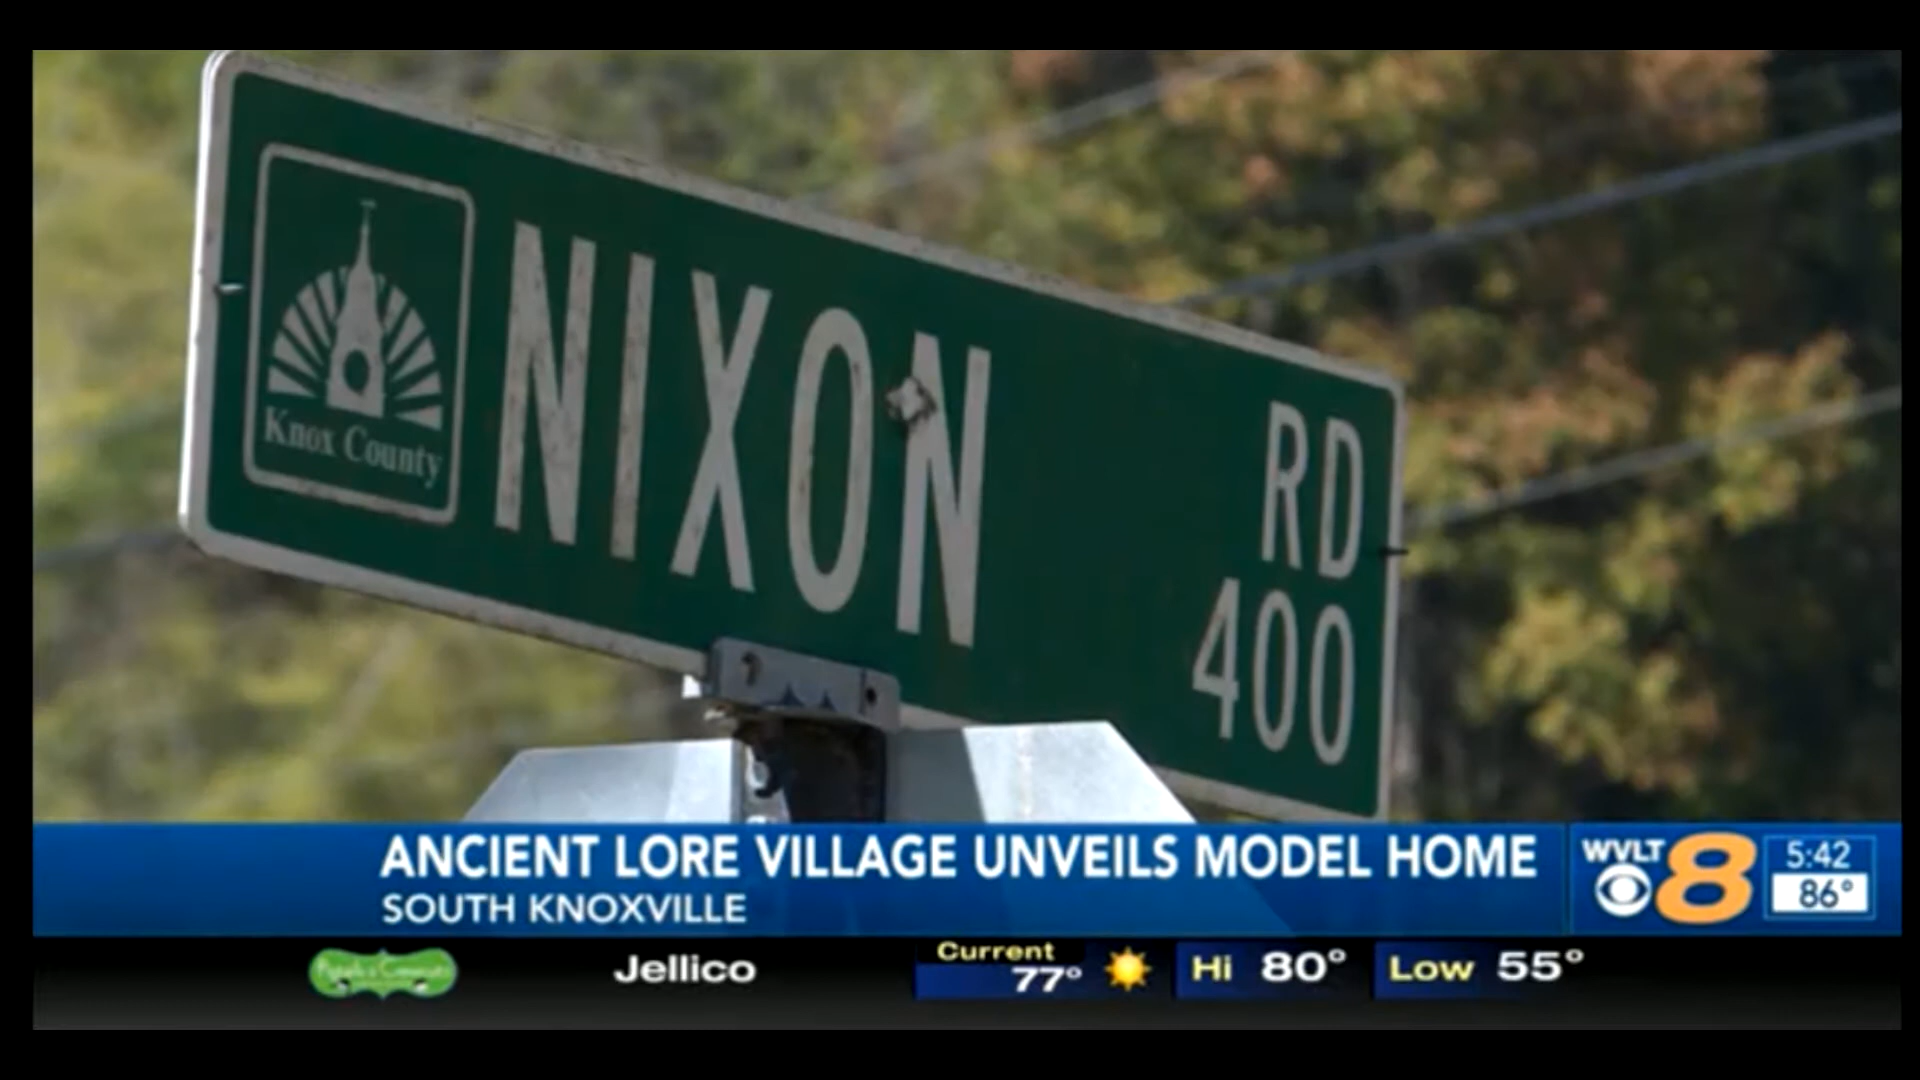 Knox County
NIXON
RD
400
ANCIENT LORE VILLAGE UNVEILS MODEL HOME
SOUTH KNOXVILLE
WVLT 8
5:42
86°
Jellico
Current
77°
Hi 80°
Low 55°